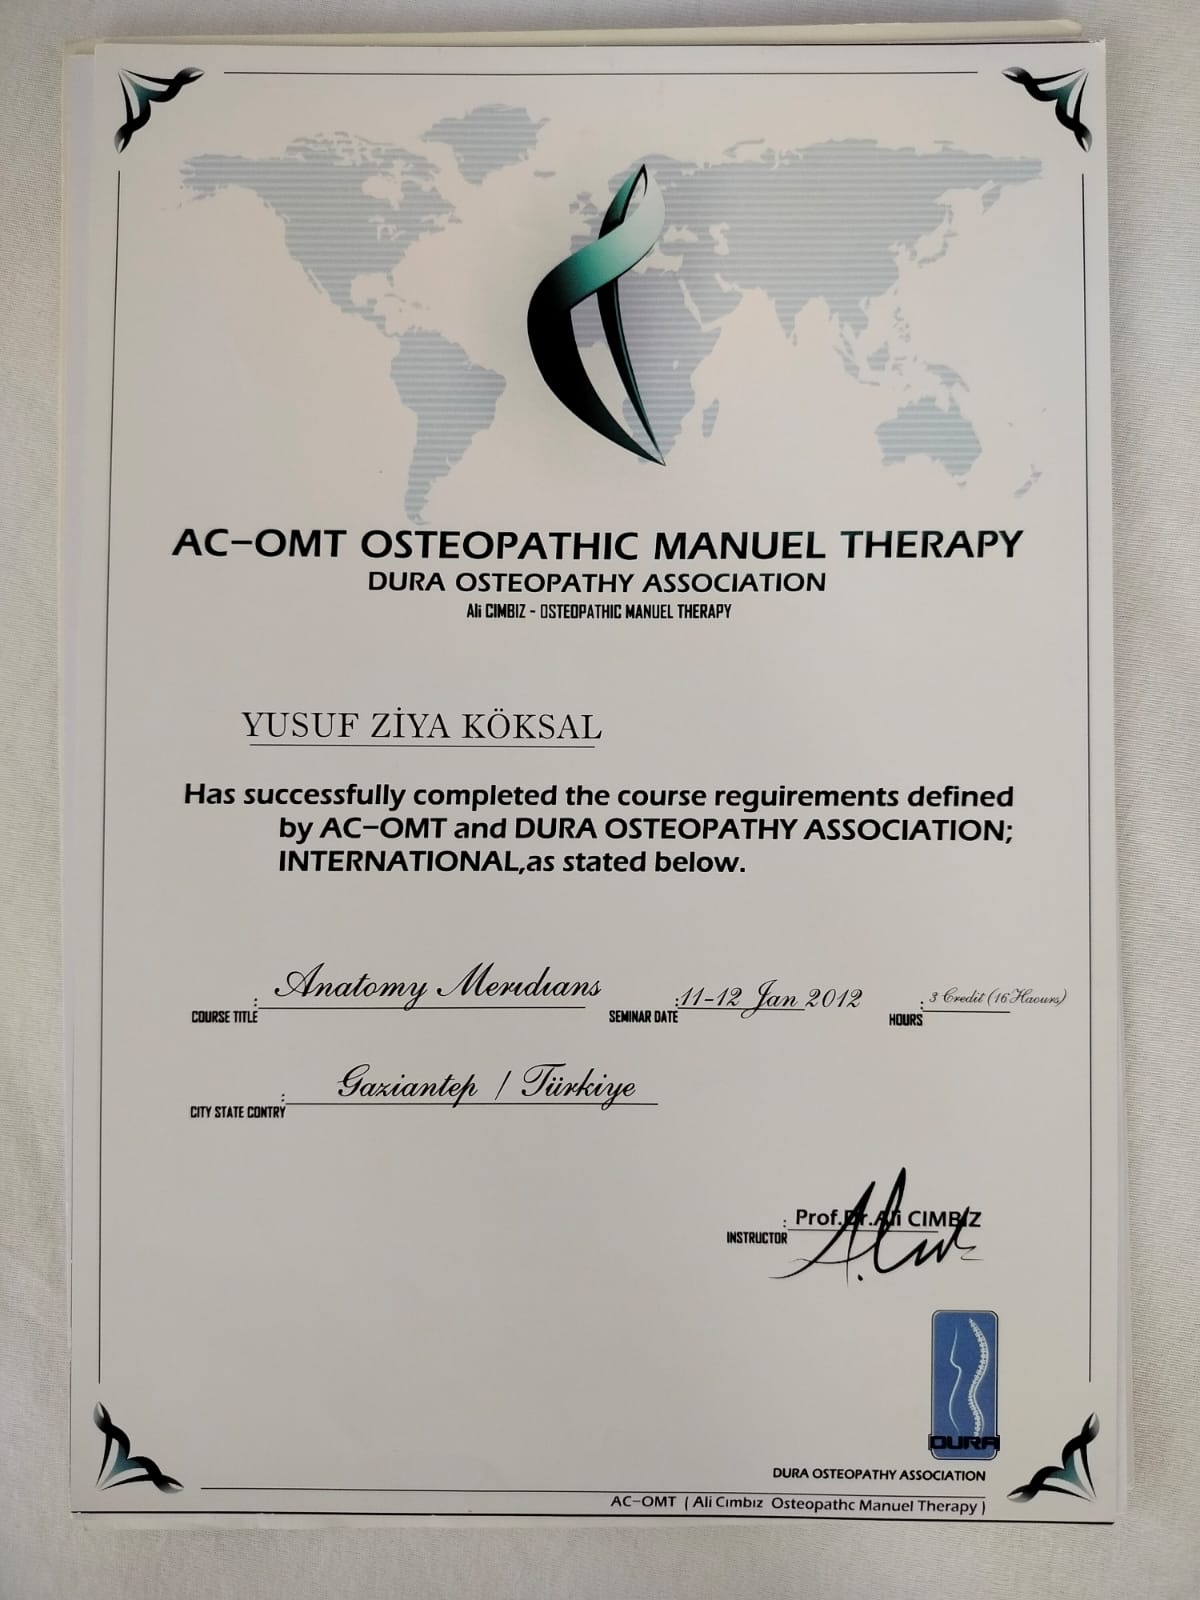 AC-OMT OSTEOPATHIC MANUEL THERAPY
DURA OSTEOPATHY ASSOCIATION
Ali CIMBIZ - OSTEOPATHIC MANUEL THERAPY
YUSUF ZİYA KÖKSAL
Has successfully completed the course reguirements defined
by AC-OMT and DURA OSTEOPATHY ASSOCIATION;
INTERNATIONAL,as stated below.
COURSE TITLE : Anatomy Merıdıans SEMINAR DATE : 11-12 Jan 2012 HOURS : 3 Credit (16 Haours)
CITY STATE CONTRY : Gaziantep / Türkiye
INSTRUCTOR : Prof.Dr.Ali CIMBIZ
DURA
DURA OSTEOPATHY ASSOCIATION
AC-OMT ( Ali Cımbız Osteopathc Manuel Therapy )